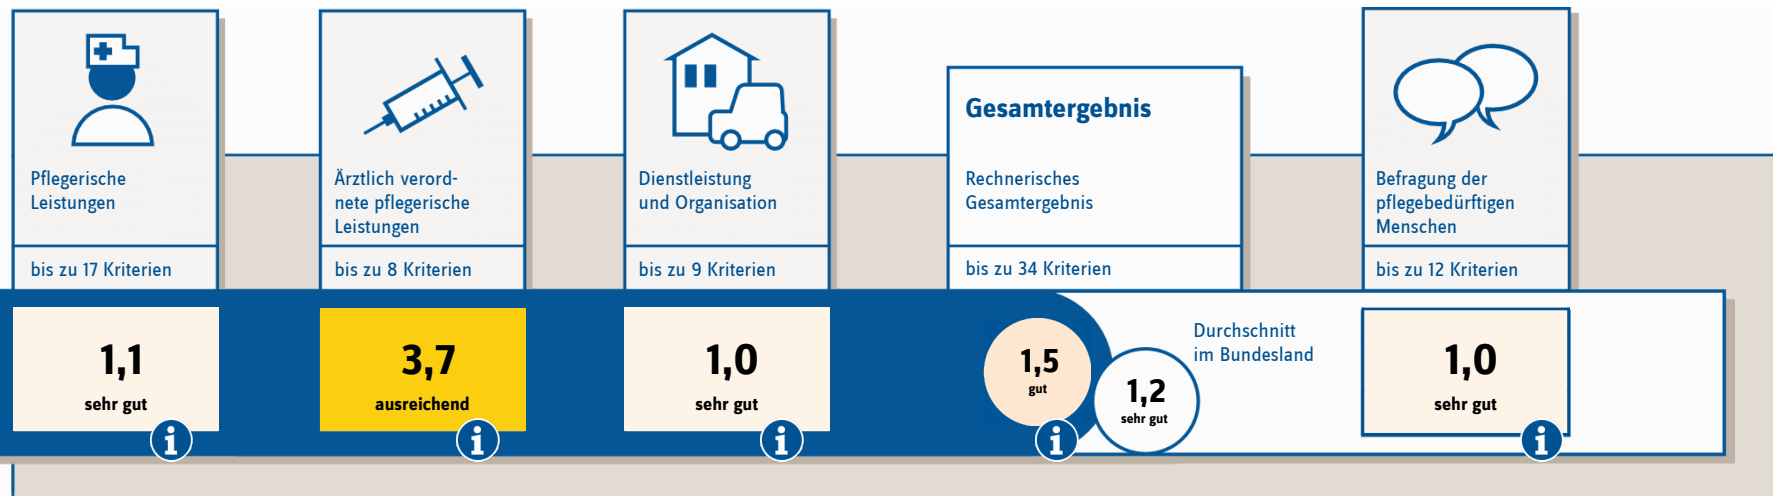 Pflegerische
Leistungen
bis zu 17 Kriterien
1,1
sehr gut
i
Ärztlich verord-
nete pflegerische
Leistungen
bis zu 8 Kriterien
3,7
ausreichend
i
Dienstleistung
und Organisation
bis zu 9 Kriterien
1,0
sehr gut
i
Gesamtergebnis
Rechnerisches
Gesamtergebnis
bis zu 34 Kriterien
1,5
gut
i
1,2
sehr gut
Durchschnitt
im Bundesland
Befragung der
pflegebedürftigen
Menschen
bis zu 12 Kriterien
1,0
sehr gut
i